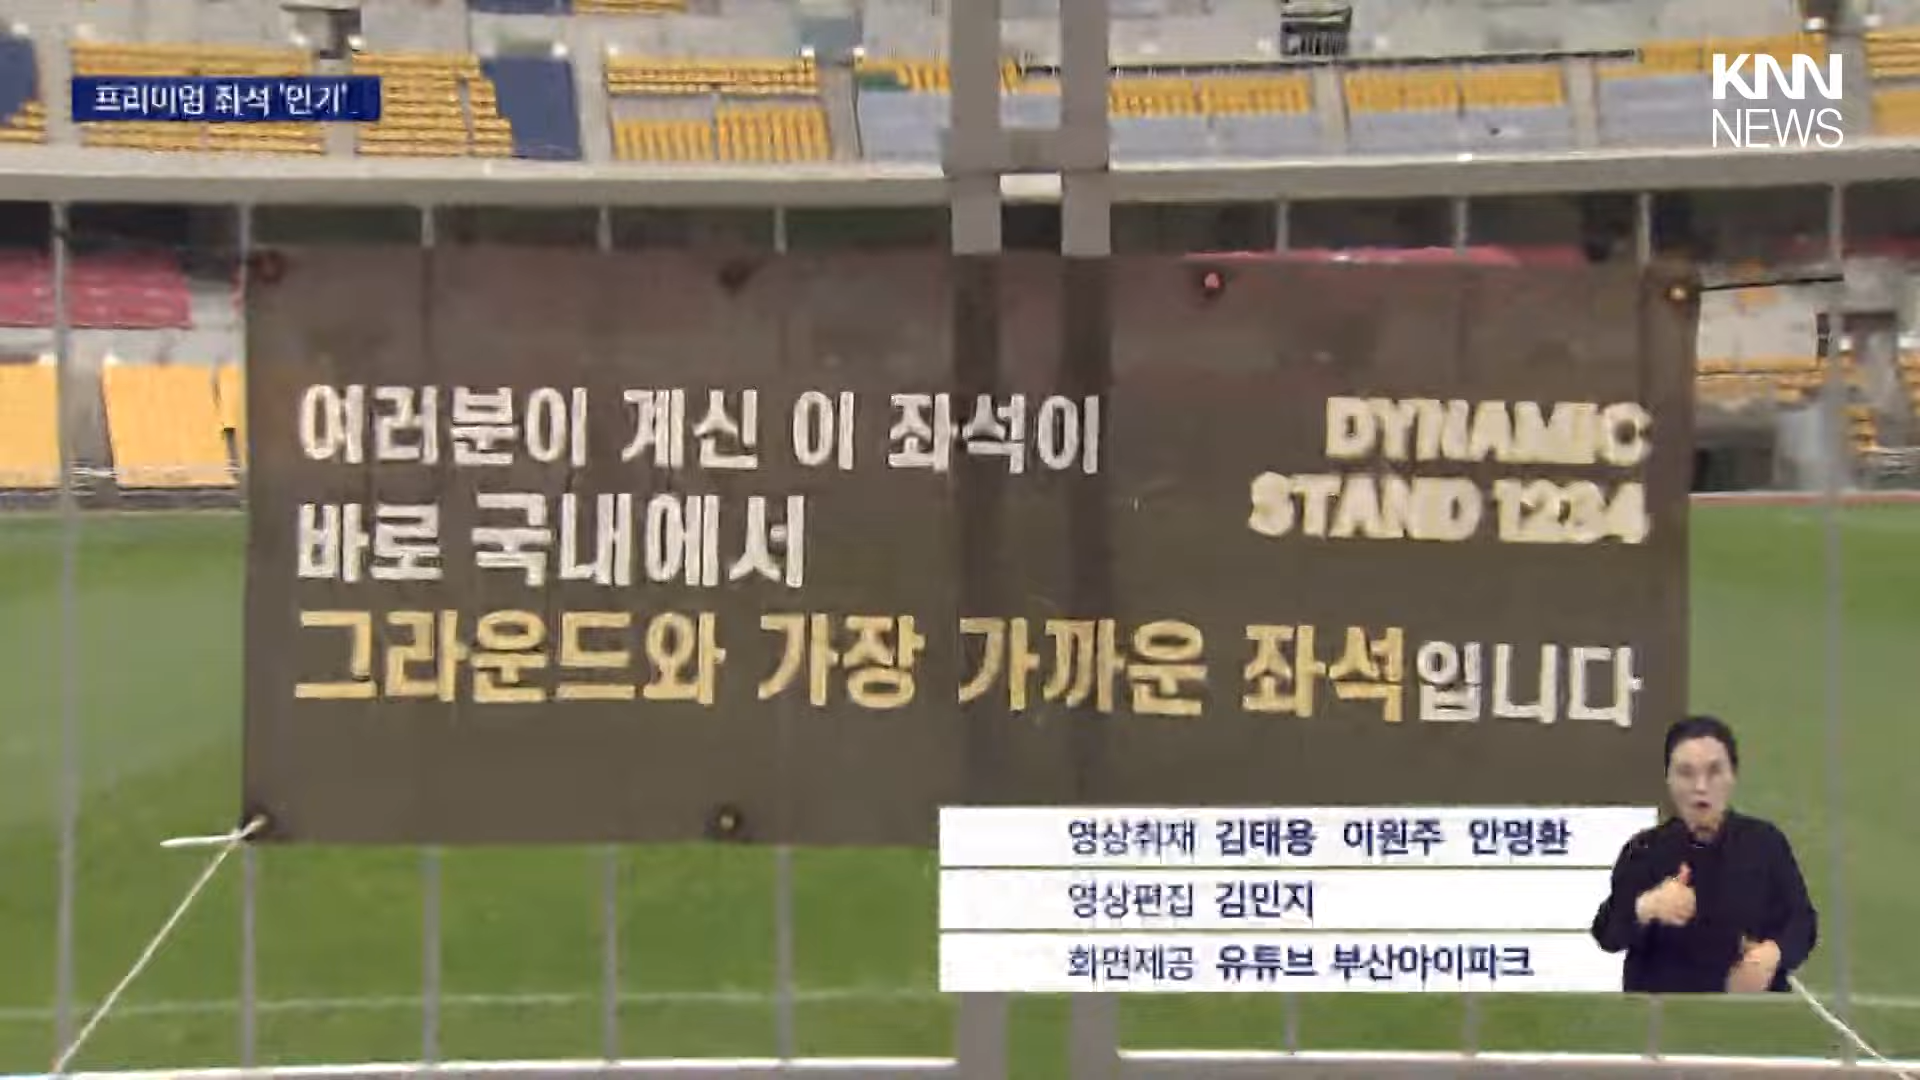 프리미엄 좌석 '인기'
KNN
NEWS
여러분이 계신 이 좌석이
바로 국내에서
그라운드와 가장 가까운 좌석입니다
DYNAMIC
STAND 1234
영상취재 김태용 이원주 안명환
영상편집 김민지
화면제공 유튜브 부산아이파크